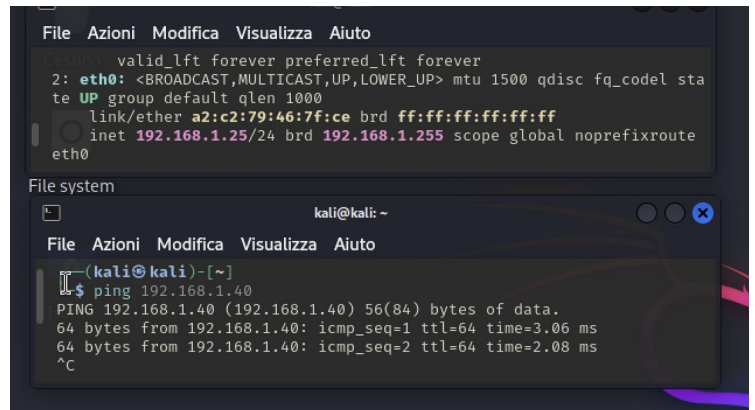 File Azioni Modifica Visualizza Aiuto
Cestino valid_lft forever preferred_lft forever
2: eth0: <BROADCAST,MULTICAST,UP,LOWER_UP> mtu 1500 qdisc fq_codel sta
te UP group default qlen 1000
link/ether a2:c2:79:46:7f:ce brd ff:ff:ff:ff:ff:ff
inet 192.168.1.25/24 brd 192.168.1.255 scope global noprefixroute
eth0
File system
kali@kali: ~
File Azioni Modifica Visualizza Aiuto
┌──(kali㉿kali)-[~]
└─$ ping 192.168.1.40
PING 192.168.1.40 (192.168.1.40) 56(84) bytes of data.
64 bytes from 192.168.1.40: icmp_seq=1 ttl=64 time=3.06 ms
64 bytes from 192.168.1.40: icmp_seq=2 ttl=64 time=2.08 ms
^C